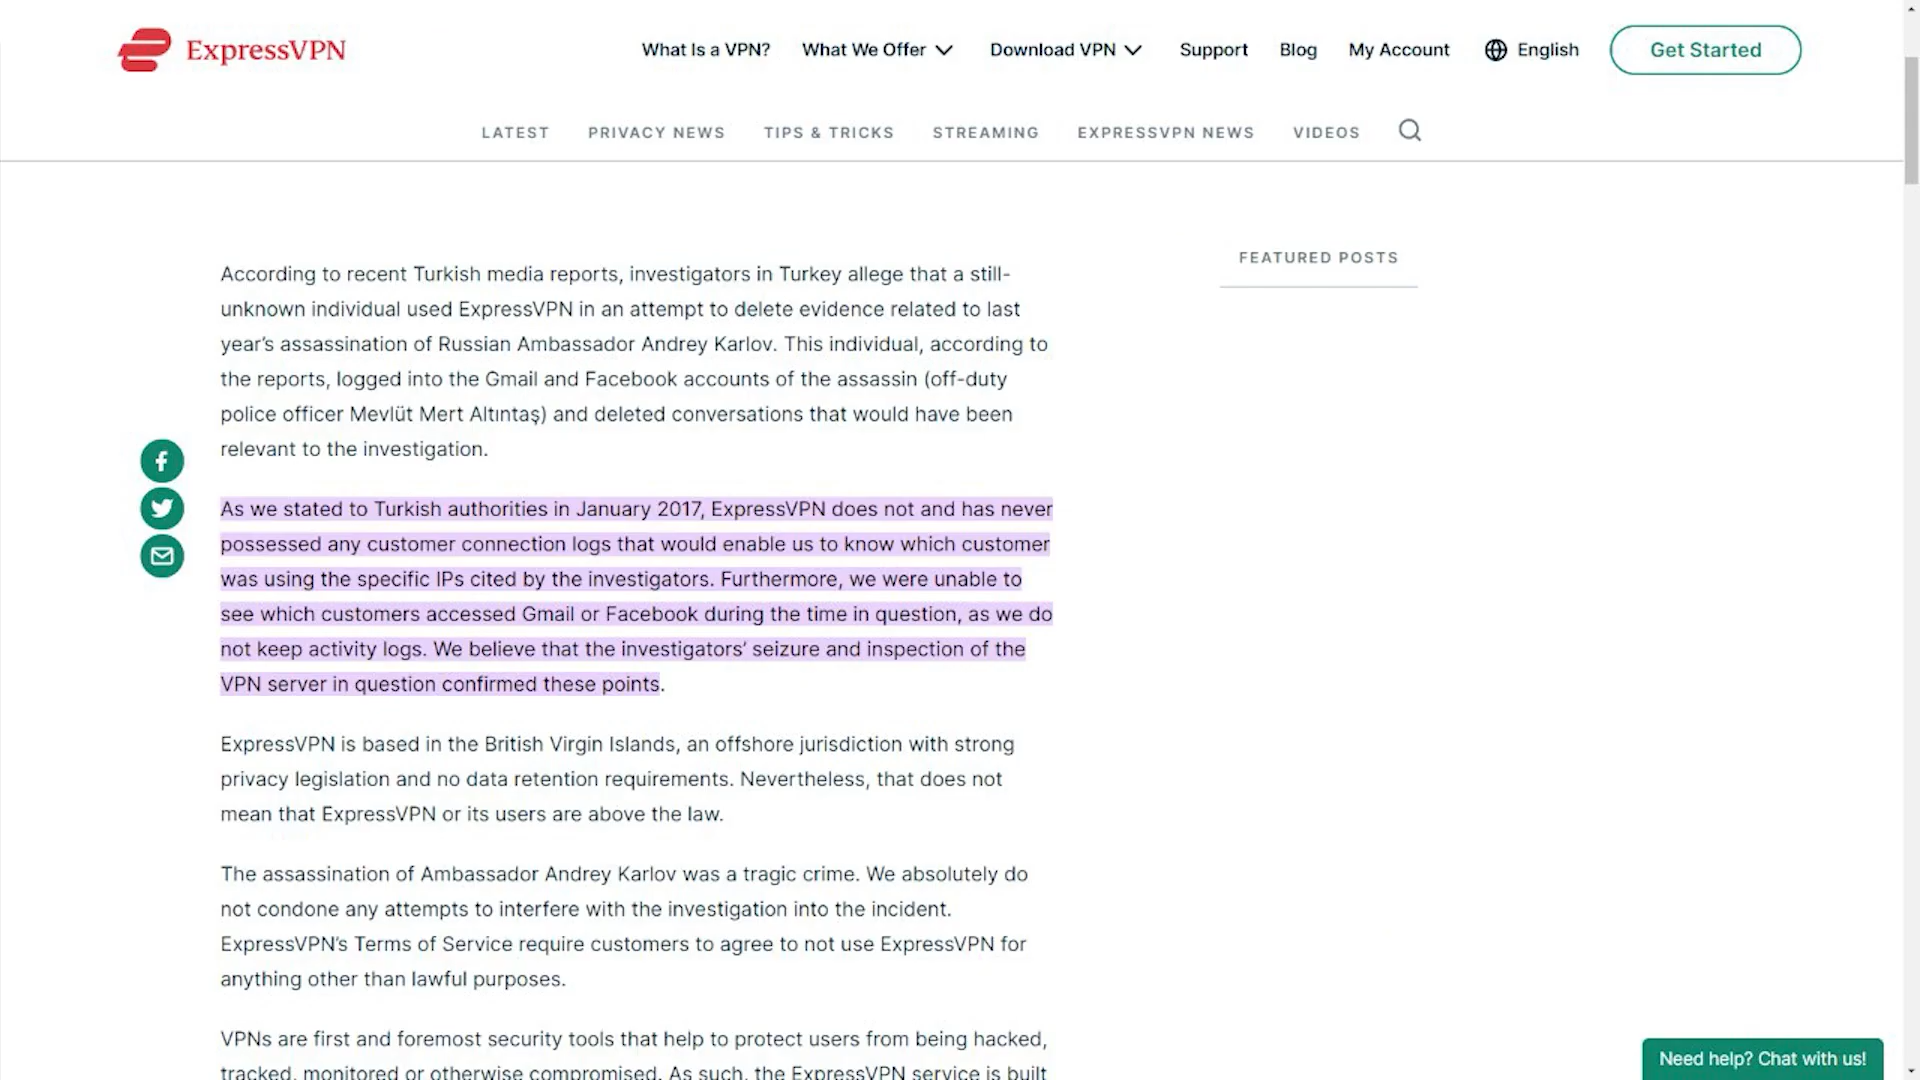 ExpressVPN
What Is a VPN? What We Offer Download VPN Support Blog My Account English Get Started
LATEST PRIVACY NEWS TIPS & TRICKS STREAMING EXPRESSVPN NEWS VIDEOS
According to recent Turkish media reports, investigators in Turkey allege that a still-
unknown individual used ExpressVPN in an attempt to delete evidence related to last
year's assassination of Russian Ambassador Andrey Karlov. This individual, according to
the reports, logged into the Gmail and Facebook accounts of the assassin (off-duty
police officer Mevlüt Mert Altıntaş) and deleted conversations that would have been
relevant to the investigation.
As we stated to Turkish authorities in January 2017, ExpressVPN does not and has never
possessed any customer connection logs that would enable us to know which customer
was using the specific IPs cited by the investigators. Furthermore, we were unable to
see which customers accessed Gmail or Facebook during the time in question, as we do
not keep activity logs. We believe that the investigators' seizure and inspection of the
VPN server in question confirmed these points.
ExpressVPN is based in the British Virgin Islands, an offshore jurisdiction with strong
privacy legislation and no data retention requirements. Nevertheless, that does not
mean that ExpressVPN or its users are above the law.
The assassination of Ambassador Andrey Karlov was a tragic crime. We absolutely do
not condone any attempts to interfere with the investigation into the incident.
ExpressVPN's Terms of Service require customers to agree to not use ExpressVPN for
anything other than lawful purposes.
VPNs are first and foremost security tools that help to protect users from being hacked,
tracked, monitored or otherwise compromised. As such, the ExpressVPN service is built
FEATURED POSTS
Need help? Chat with us!